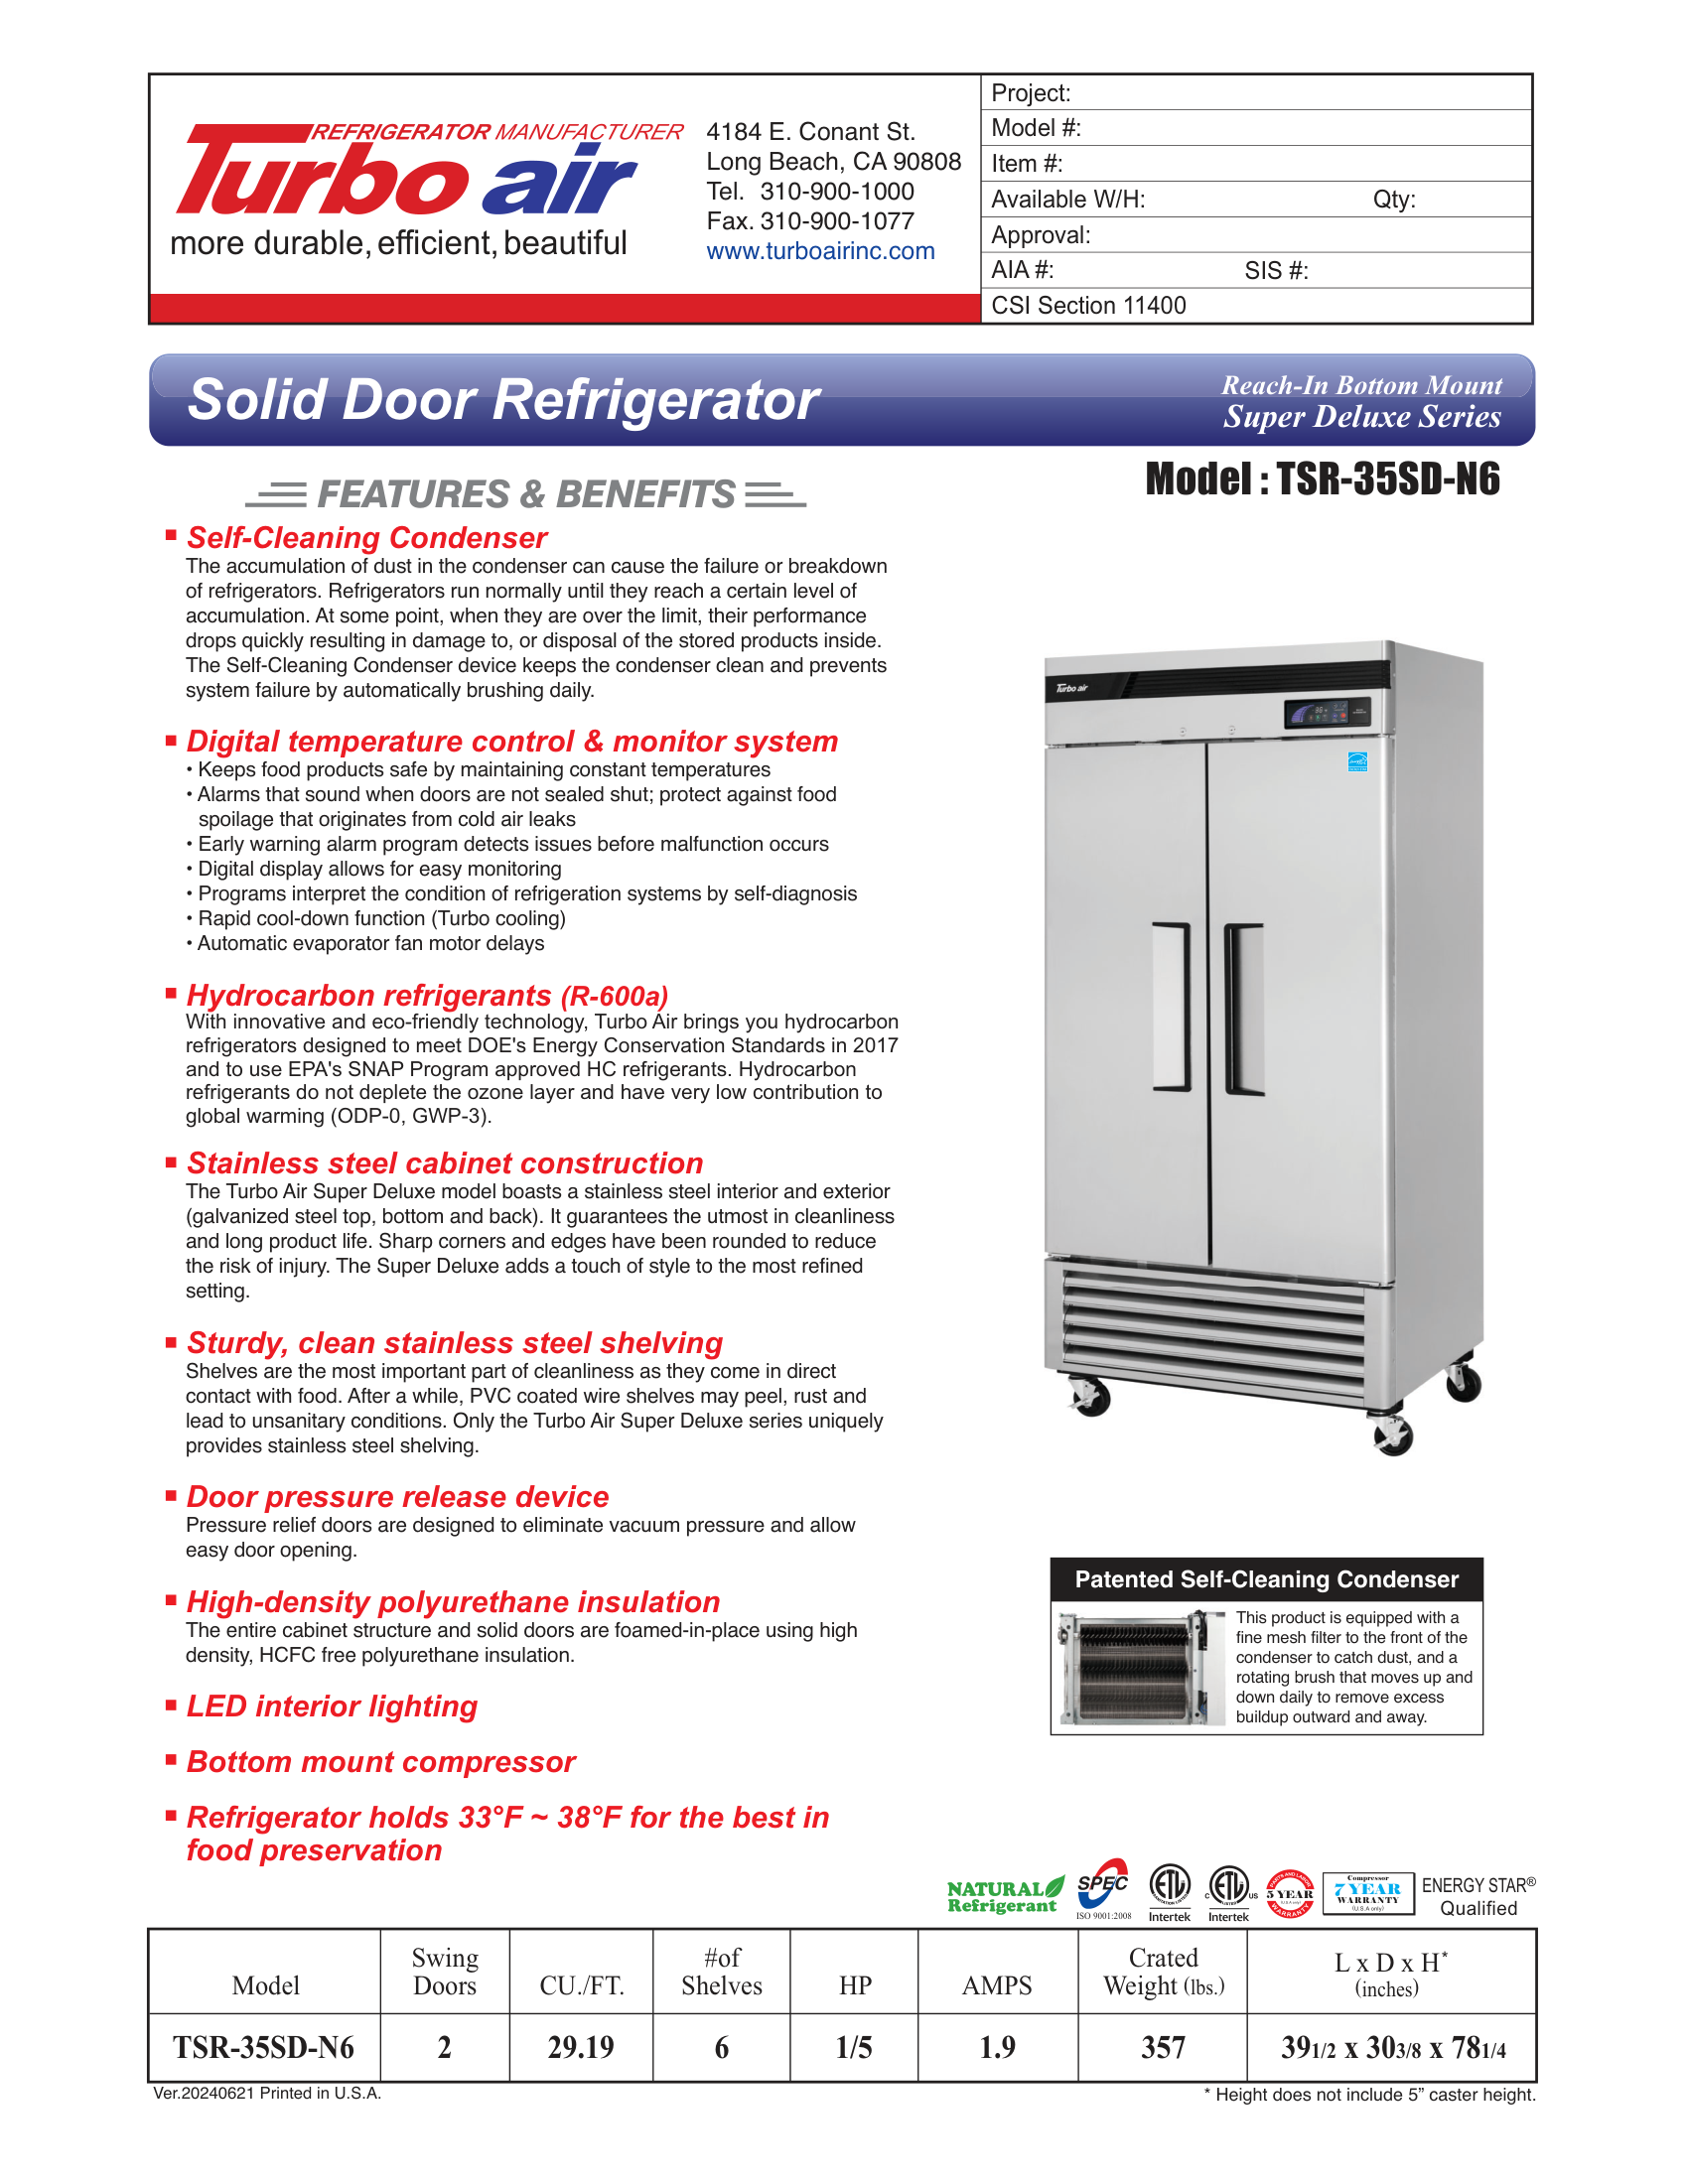 REFRIGERATOR MANUFACTURER
Turbo air
more durable, efficient, beautiful
4184 E. Conant St.
Long Beach, CA 90808
Tel. 310-900-1000
Fax. 310-900-1077
www.turboairinc.com
Project:
Model #:
Item #:
Available W/H: Qty:
Approval:
AIA #: SIS #:
CSI Section 11400
Solid Door Refrigerator
Reach-In Bottom Mount
Super Deluxe Series
Model : TSR-35SD-N6
FEATURES & BENEFITS
Self-Cleaning Condenser
The accumulation of dust in the condenser can cause the failure or breakdown
of refrigerators. Refrigerators run normally until they reach a certain level of
accumulation. At some point, when they are over the limit, their performance
drops quickly resulting in damage to, or disposal of the stored products inside.
The Self-Cleaning Condenser device keeps the condenser clean and prevents
system failure by automatically brushing daily.
Digital temperature control & monitor system
• Keeps food products safe by maintaining constant temperatures
• Alarms that sound when doors are not sealed shut; protect against food
spoilage that originates from cold air leaks
• Early warning alarm program detects issues before malfunction occurs
• Digital display allows for easy monitoring
• Programs interpret the condition of refrigeration systems by self-diagnosis
• Rapid cool-down function (Turbo cooling)
• Automatic evaporator fan motor delays
Hydrocarbon refrigerants (R-600a)
With innovative and eco-friendly technology, Turbo Air brings you hydrocarbon
refrigerators designed to meet DOE's Energy Conservation Standards in 2017
and to use EPA's SNAP Program approved HC refrigerants. Hydrocarbon
refrigerants do not deplete the ozone layer and have very low contribution to
global warming (ODP-0, GWP-3).
Stainless steel cabinet construction
The Turbo Air Super Deluxe model boasts a stainless steel interior and exterior
(galvanized steel top, bottom and back). It guarantees the utmost in cleanliness
and long product life. Sharp corners and edges have been rounded to reduce
the risk of injury. The Super Deluxe adds a touch of style to the most refined
setting.
Sturdy, clean stainless steel shelving
Shelves are the most important part of cleanliness as they come in direct
contact with food. After a while, PVC coated wire shelves may peel, rust and
lead to unsanitary conditions. Only the Turbo Air Super Deluxe series uniquely
provides stainless steel shelving.
Door pressure release device
Pressure relief doors are designed to eliminate vacuum pressure and allow
easy door opening.
High-density polyurethane insulation
The entire cabinet structure and solid doors are foamed-in-place using high
density, HCFC free polyurethane insulation.
LED interior lighting
Bottom mount compressor
Refrigerator holds 33°F ~ 38°F for the best in
food preservation
Turbo air
Patented Self-Cleaning Condenser
This product is equipped with a
fine mesh filter to the front of the
condenser to catch dust, and a
rotating brush that moves up and
down daily to remove excess
buildup outward and away.
NATURAL
Refrigerant
SPEC
ISO 9001:2008
ETL
Intertek
C ETL US
Intertek
PARTS AND LABOR
5 YEAR
(U.S.A only)
WARRANTY
Compressor
7 YEAR
WARRANTY
(U.S.A only)
ENERGY STAR®
Qualified
Model Swing Doors CU./FT. #of Shelves HP AMPS Crated Weight (lbs.) L x D x H* (inches)
TSR-35SD-N6 2 29.19 6 1/5 1.9 357 39 1/2 x 30 3/8 x 78 1/4
Ver.20240621 Printed in U.S.A.
* Height does not include 5” caster height.